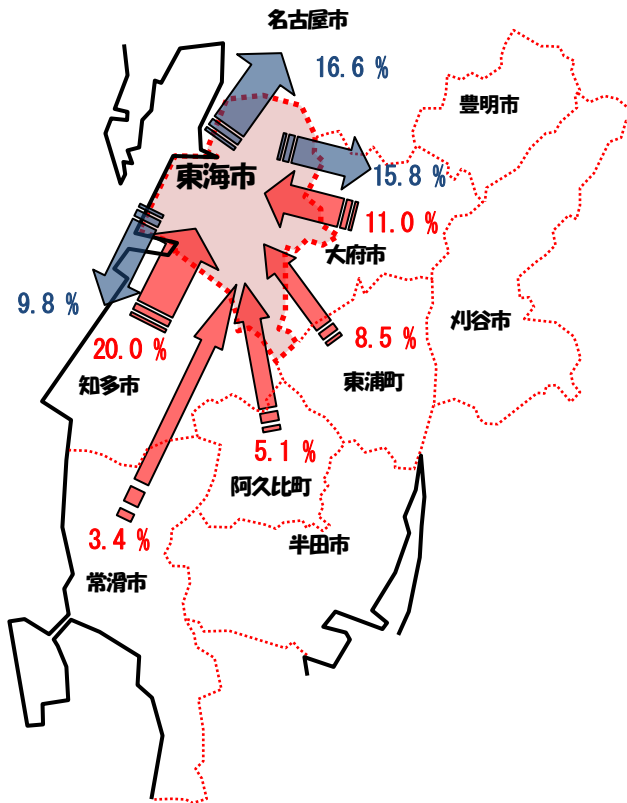 名古屋市
16.6 %
豊明市
東海市
15.8 %
11.0 %
大府市
9.8 %
刈谷市
20.0 %
8.5 %
知多市
東浦町
5.1 %
阿久比町
3.4 %
半田市
常滑市